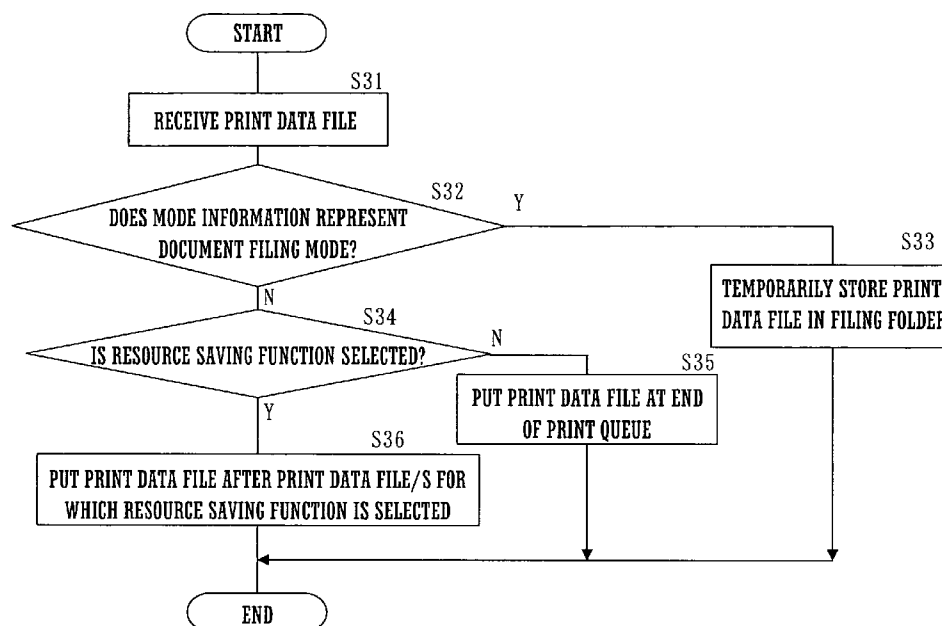 START
S31
RECEIVE PRINT DATA FILE
S32
DOES MODE INFORMATION REPRESENT
DOCUMENT FILING MODE?
Y
N
S33
TEMPORARILY STORE PRINT
DATA FILE IN FILING FOLDER
S34
IS RESOURCE SAVING FUNCTION SELECTED?
N
Y
S35
PUT PRINT DATA FILE AT END
OF PRINT QUEUE
S36
PUT PRINT DATA FILE AFTER PRINT DATA FILE/S FOR
WHICH RESOURCE SAVING FUNCTION IS SELECTED
END